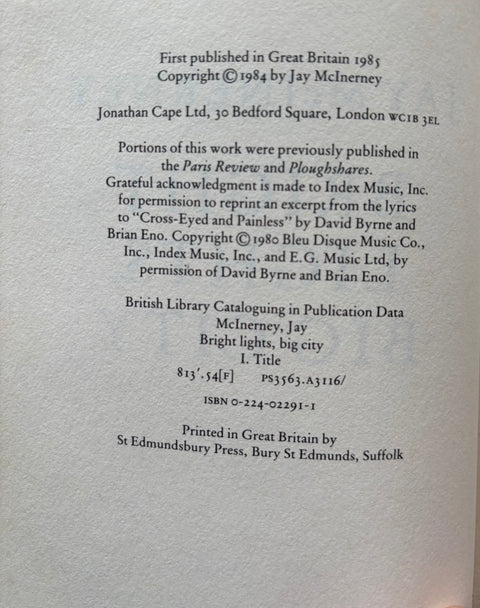 First published in Great Britain 1985
Copyright © 1984 by Jay McInerney
Jonathan Cape Ltd, 30 Bedford Square, London WC1B 3EL
Portions of this work were previously published in
the Paris Review and Ploughshares.
Grateful acknowledgment is made to Index Music, Inc.
for permission to reprint an excerpt from the lyrics
to "Cross-Eyed and Painless" by David Byrne and
Brian Eno. Copyright © 1980 Bleu Disque Music Co.,
Inc., Index Music, Inc., and E.G. Music Ltd, by
permission of David Byrne and Brian Eno.
British Library Cataloguing in Publication Data
McInerney, Jay
Bright lights, big city
I. Title
813'.54[F] PS3563.A3116/
ISBN 0-224-02291-1
Printed in Great Britain by
St Edmundsbury Press, Bury St Edmunds, Suffolk